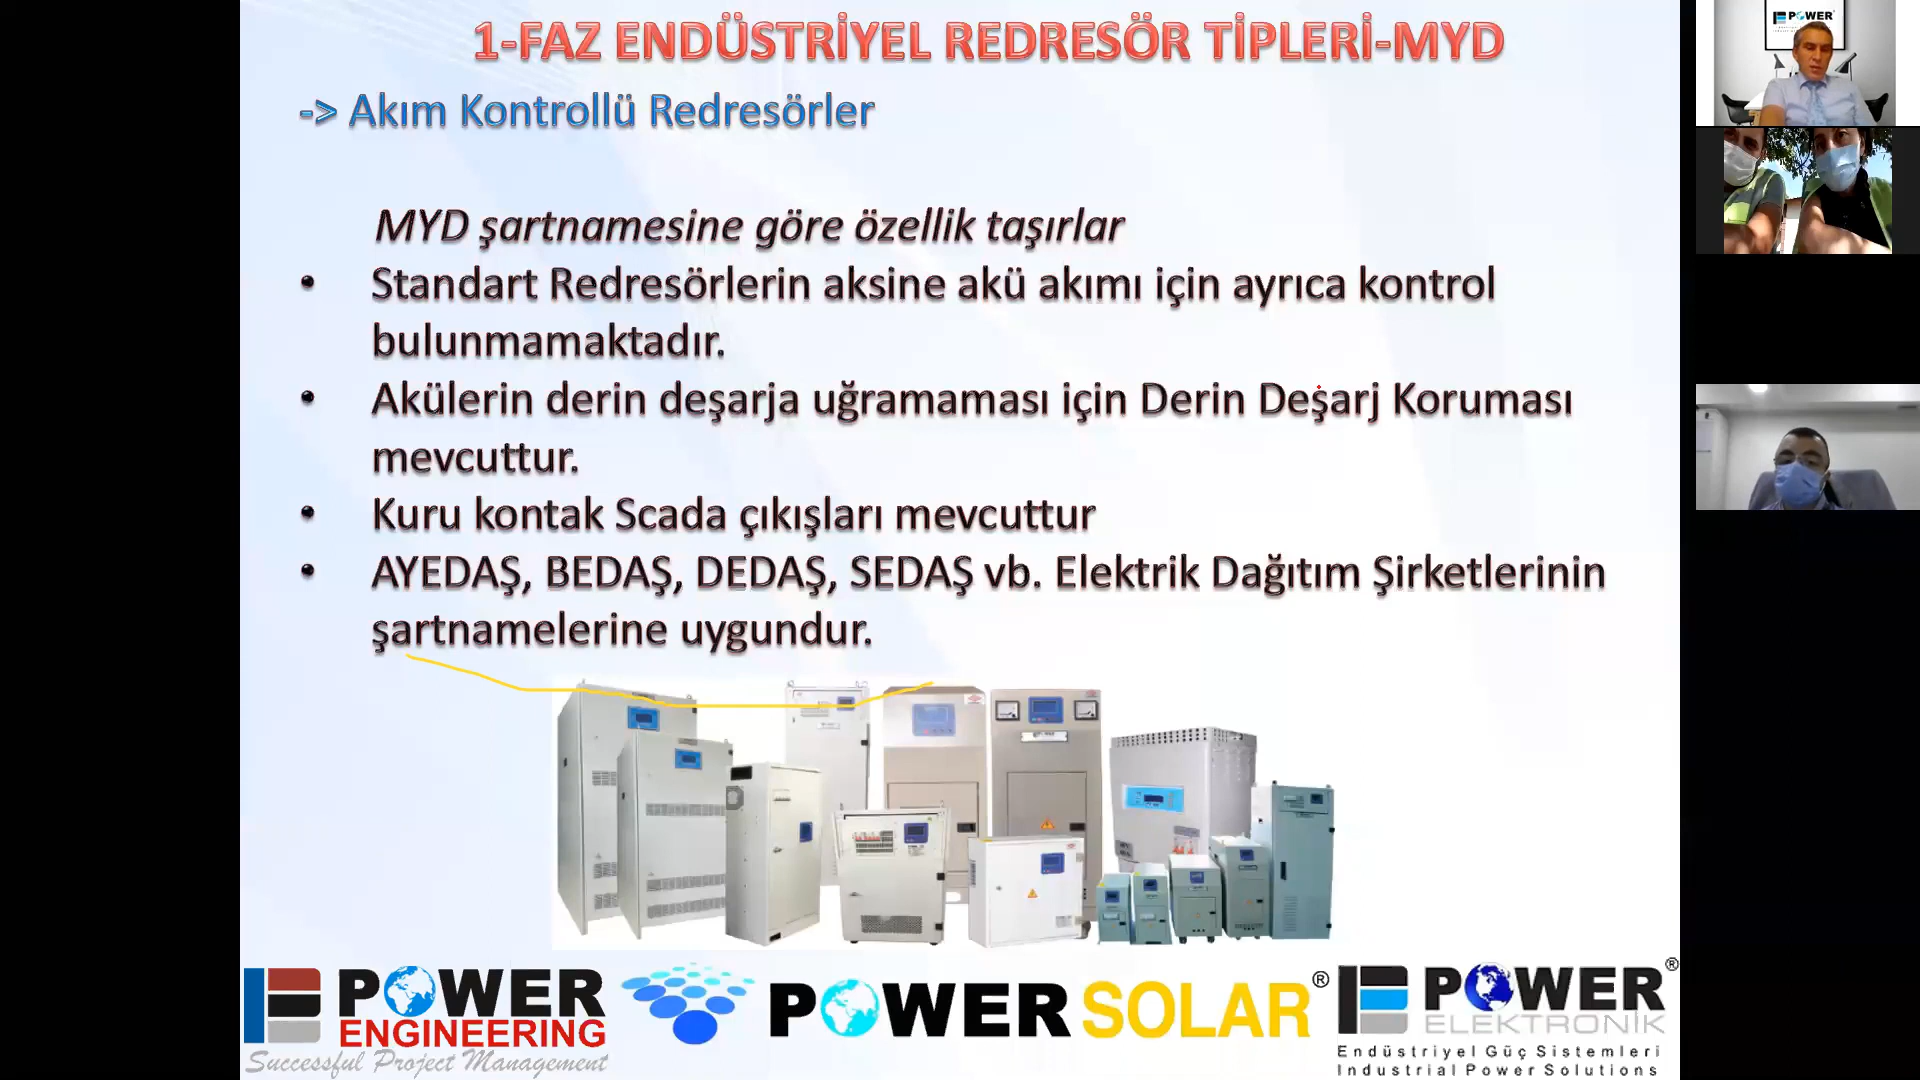 1-FAZ ENDÜSTRİYEL REDRESÖR TİPLERİ-MYD
-> Akım Kontrollü Redresörler
MYD şartnamesine göre özellik taşırlar
• Standart Redresörlerin aksine akü akımı için ayrıca kontrol
bulunmamaktadır.
• Akülerin derin deşarja uğramaması için Derin Deşarj Koruması
mevcuttur.
• Kuru kontak Scada çıkışları mevcuttur
• AYEDAŞ, BEDAŞ, DEDAŞ, SEDAŞ vb. Elektrik Dağıtım Şirketlerinin
şartnamelerine uygundur.
POWER
ENGINEERING
Successful Project Management
POWER SOLAR®
POWER®
ELEKTRONİK
Endüstriyel Güç Sistemleri
Industrial Power Solutions
POWER